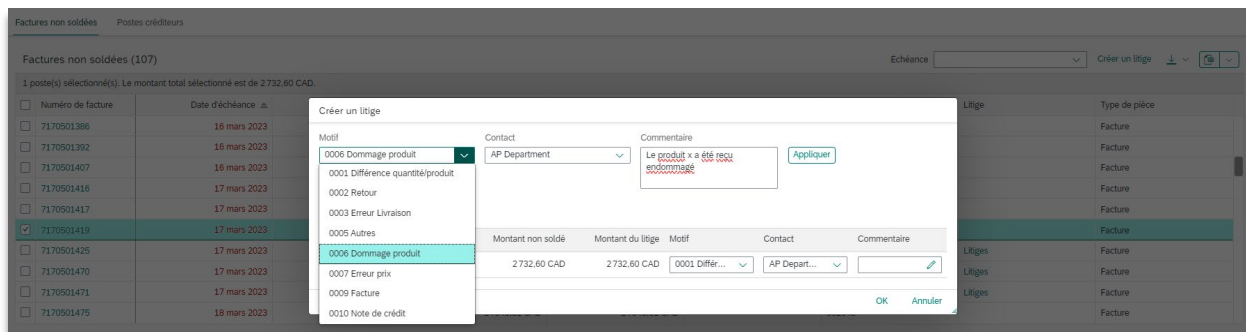 Factures non soldées Postes créditeurs
Factures non soldées (107) Échéance Créer un litige
1 poste(s) sélectionné(s). Le montant total sélectionné est de 2 732,60 CAD.
Numéro de facture Date d'échéance Litige Type de pièce
7170501386 16 mars 2023 Facture
7170501392 16 mars 2023 Facture
7170501407 16 mars 2023 Facture
7170501416 17 mars 2023 Facture
7170501417 17 mars 2023 Facture
7170501419 17 mars 2023 Facture
7170501425 17 mars 2023 Litiges Facture
7170501470 17 mars 2023 Litiges Facture
7170501471 17 mars 2023 Litiges Facture
7170501475 18 mars 2023 Facture
Créer un litige
Motif Contact Commentaire
0006 Dommage produit AP Department Le produit x a été reçu
endommagé
Appliquer
0001 Différence quantité/produit
0002 Retour
0003 Erreur Livraison
0005 Autres
0006 Dommage produit
0007 Erreur prix
0009 Facture
0010 Note de crédit
Montant non soldé Montant du litige Motif Contact Commentaire
2 732,60 CAD 2 732,60 CAD 0001 Différ... AP Depart...
OK Annuler